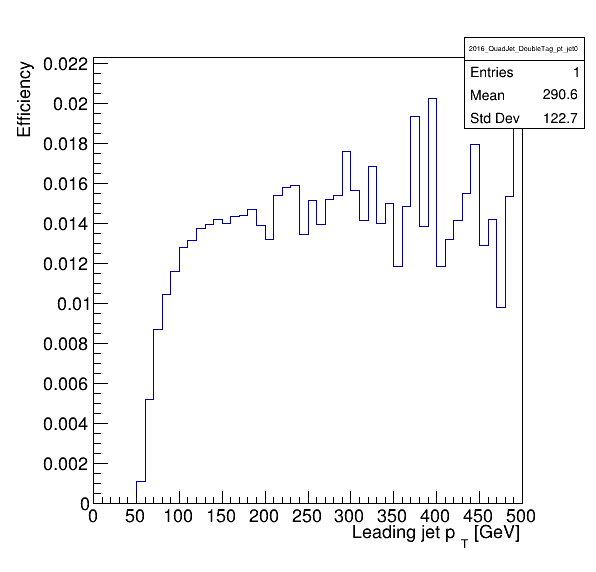 2016_QuadJet_DoubleTag_pt_jet0
Entries 1
Mean 290.6
Std Dev 122.7
Efficiency
0.022
0.02
0.018
0.016
0.014
0.012
0.01
0.008
0.006
0.004
0.002
0
0 50 100 150 200 250 300 350 400 450 500
Leading jet p T [GeV]